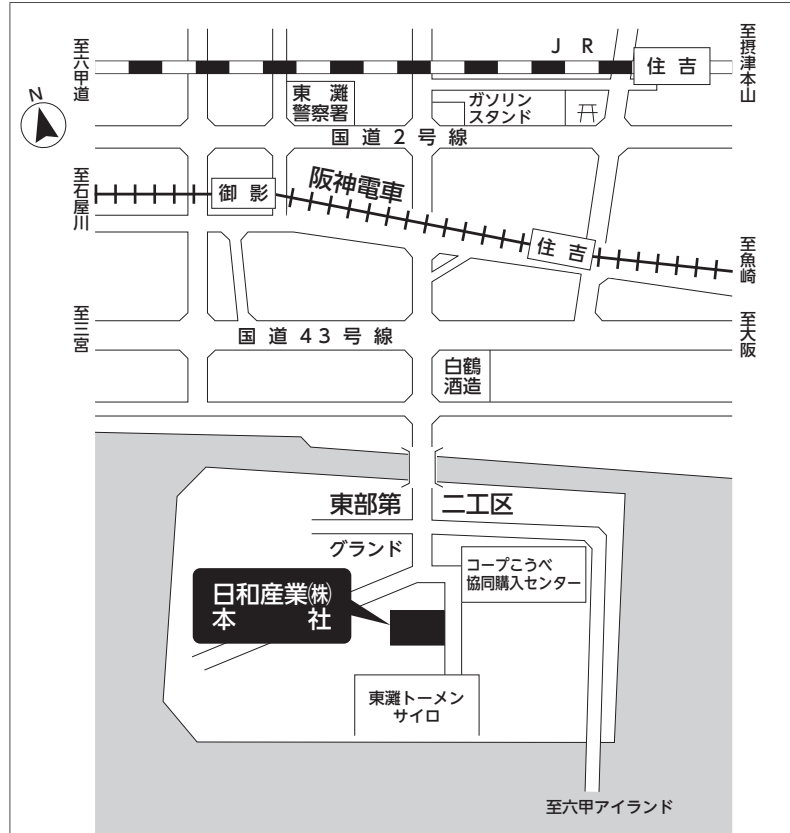 J R
住 吉
至六甲道
至摂津本山
N
東 灘
警察署
ガソリン
スタンド
国 道 2 号 線
至石屋川
御 影
阪神電車
住 吉
至魚崎
至三宮
国 道 43 号 線
至大阪
白鶴
酒造
東部第 二工区
グランド
コープこうべ
協同購入センター
日和産業㈱
本 社
東灘トーメン
サイロ
至六甲アイランド